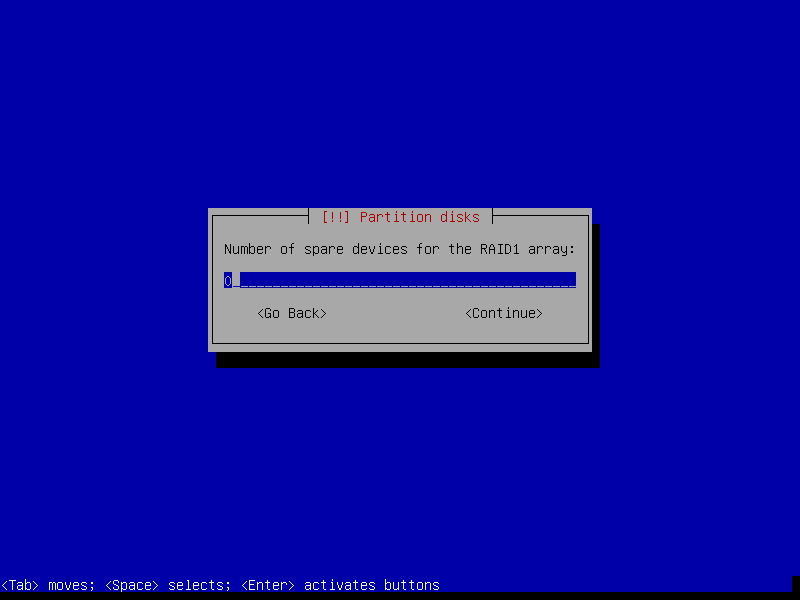 [!!] Partition disks
Number of spare devices for the RAID1 array:
0
<Go Back> <Continue>
<Tab> moves; <Space> selects; <Enter> activates buttons